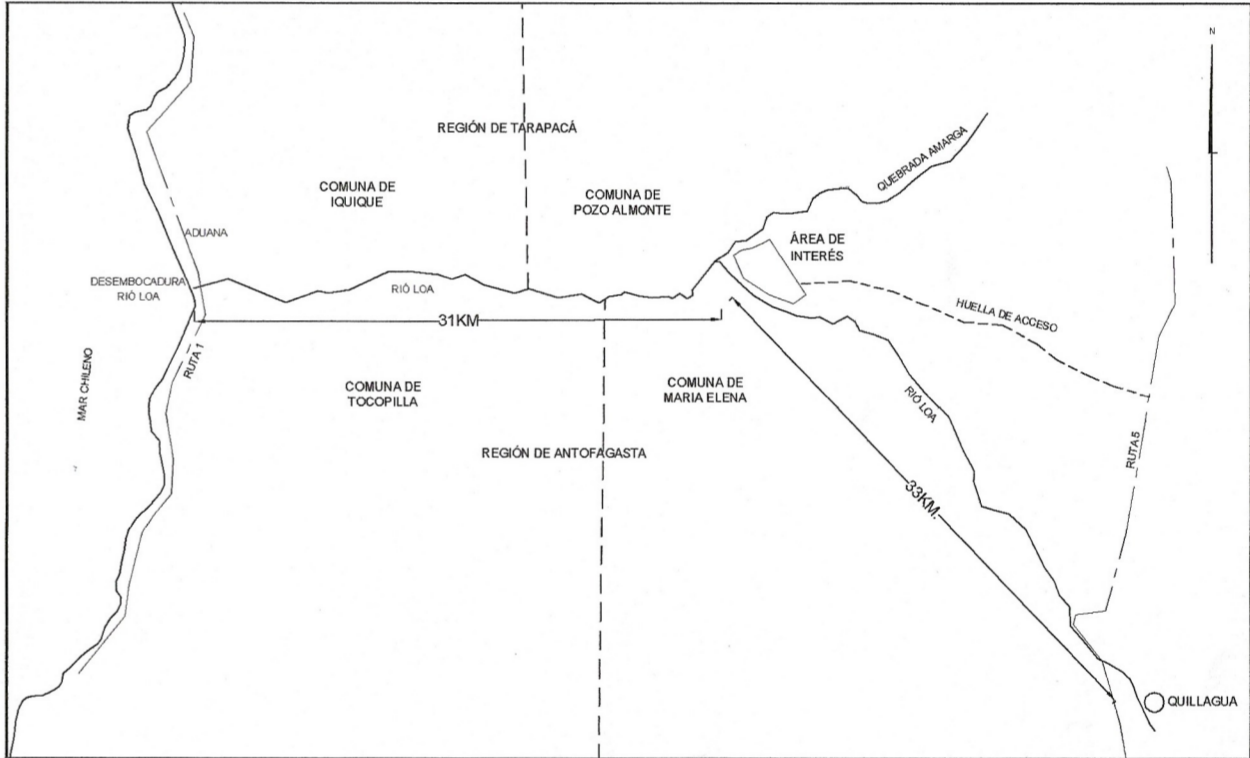 N
REGIÓN DE TARAPACÁ
QUEBRADA AMARGA
COMUNA DE
IQUIQUE
COMUNA DE
POZO ALMONTE
ADUANA
ÁREA DE
INTERÉS
DESEMBOCADURA
RIÓ LOA
RIÓ LOA
HUELLA DE ACCESO
31KM
RUTA 1
MAR CHILENO
COMUNA DE
TOCOPILLA
COMUNA DE
MARIA ELENA
RIÓ LOA
REGIÓN DE ANTOFAGASTA
RUTA 5
33KM.
QUILLAGUA